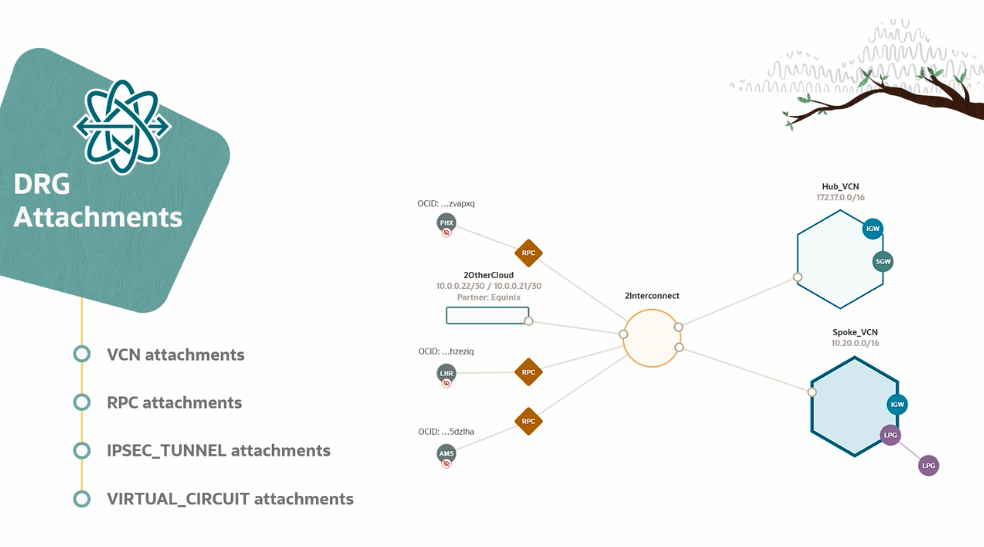 DRG
Attachments
VCN attachments
RPC attachments
IPSEC_TUNNEL attachments
VIRTUAL_CIRCUIT attachments
OCID: ...zvapxq
PHX
RPC
2OtherCloud
10.0.0.22/30 / 10.0.0.21/30
Partner: Equinix
OCID: ...hzeziq
LHR
RPC
OCID: ...5dzlha
AMS
RPC
2Interconnect
Hub_VCN
172.17.0.0/16
IGW
SGW
Spoke_VCN
10.20.0.0/16
IGW
LPG
LPG